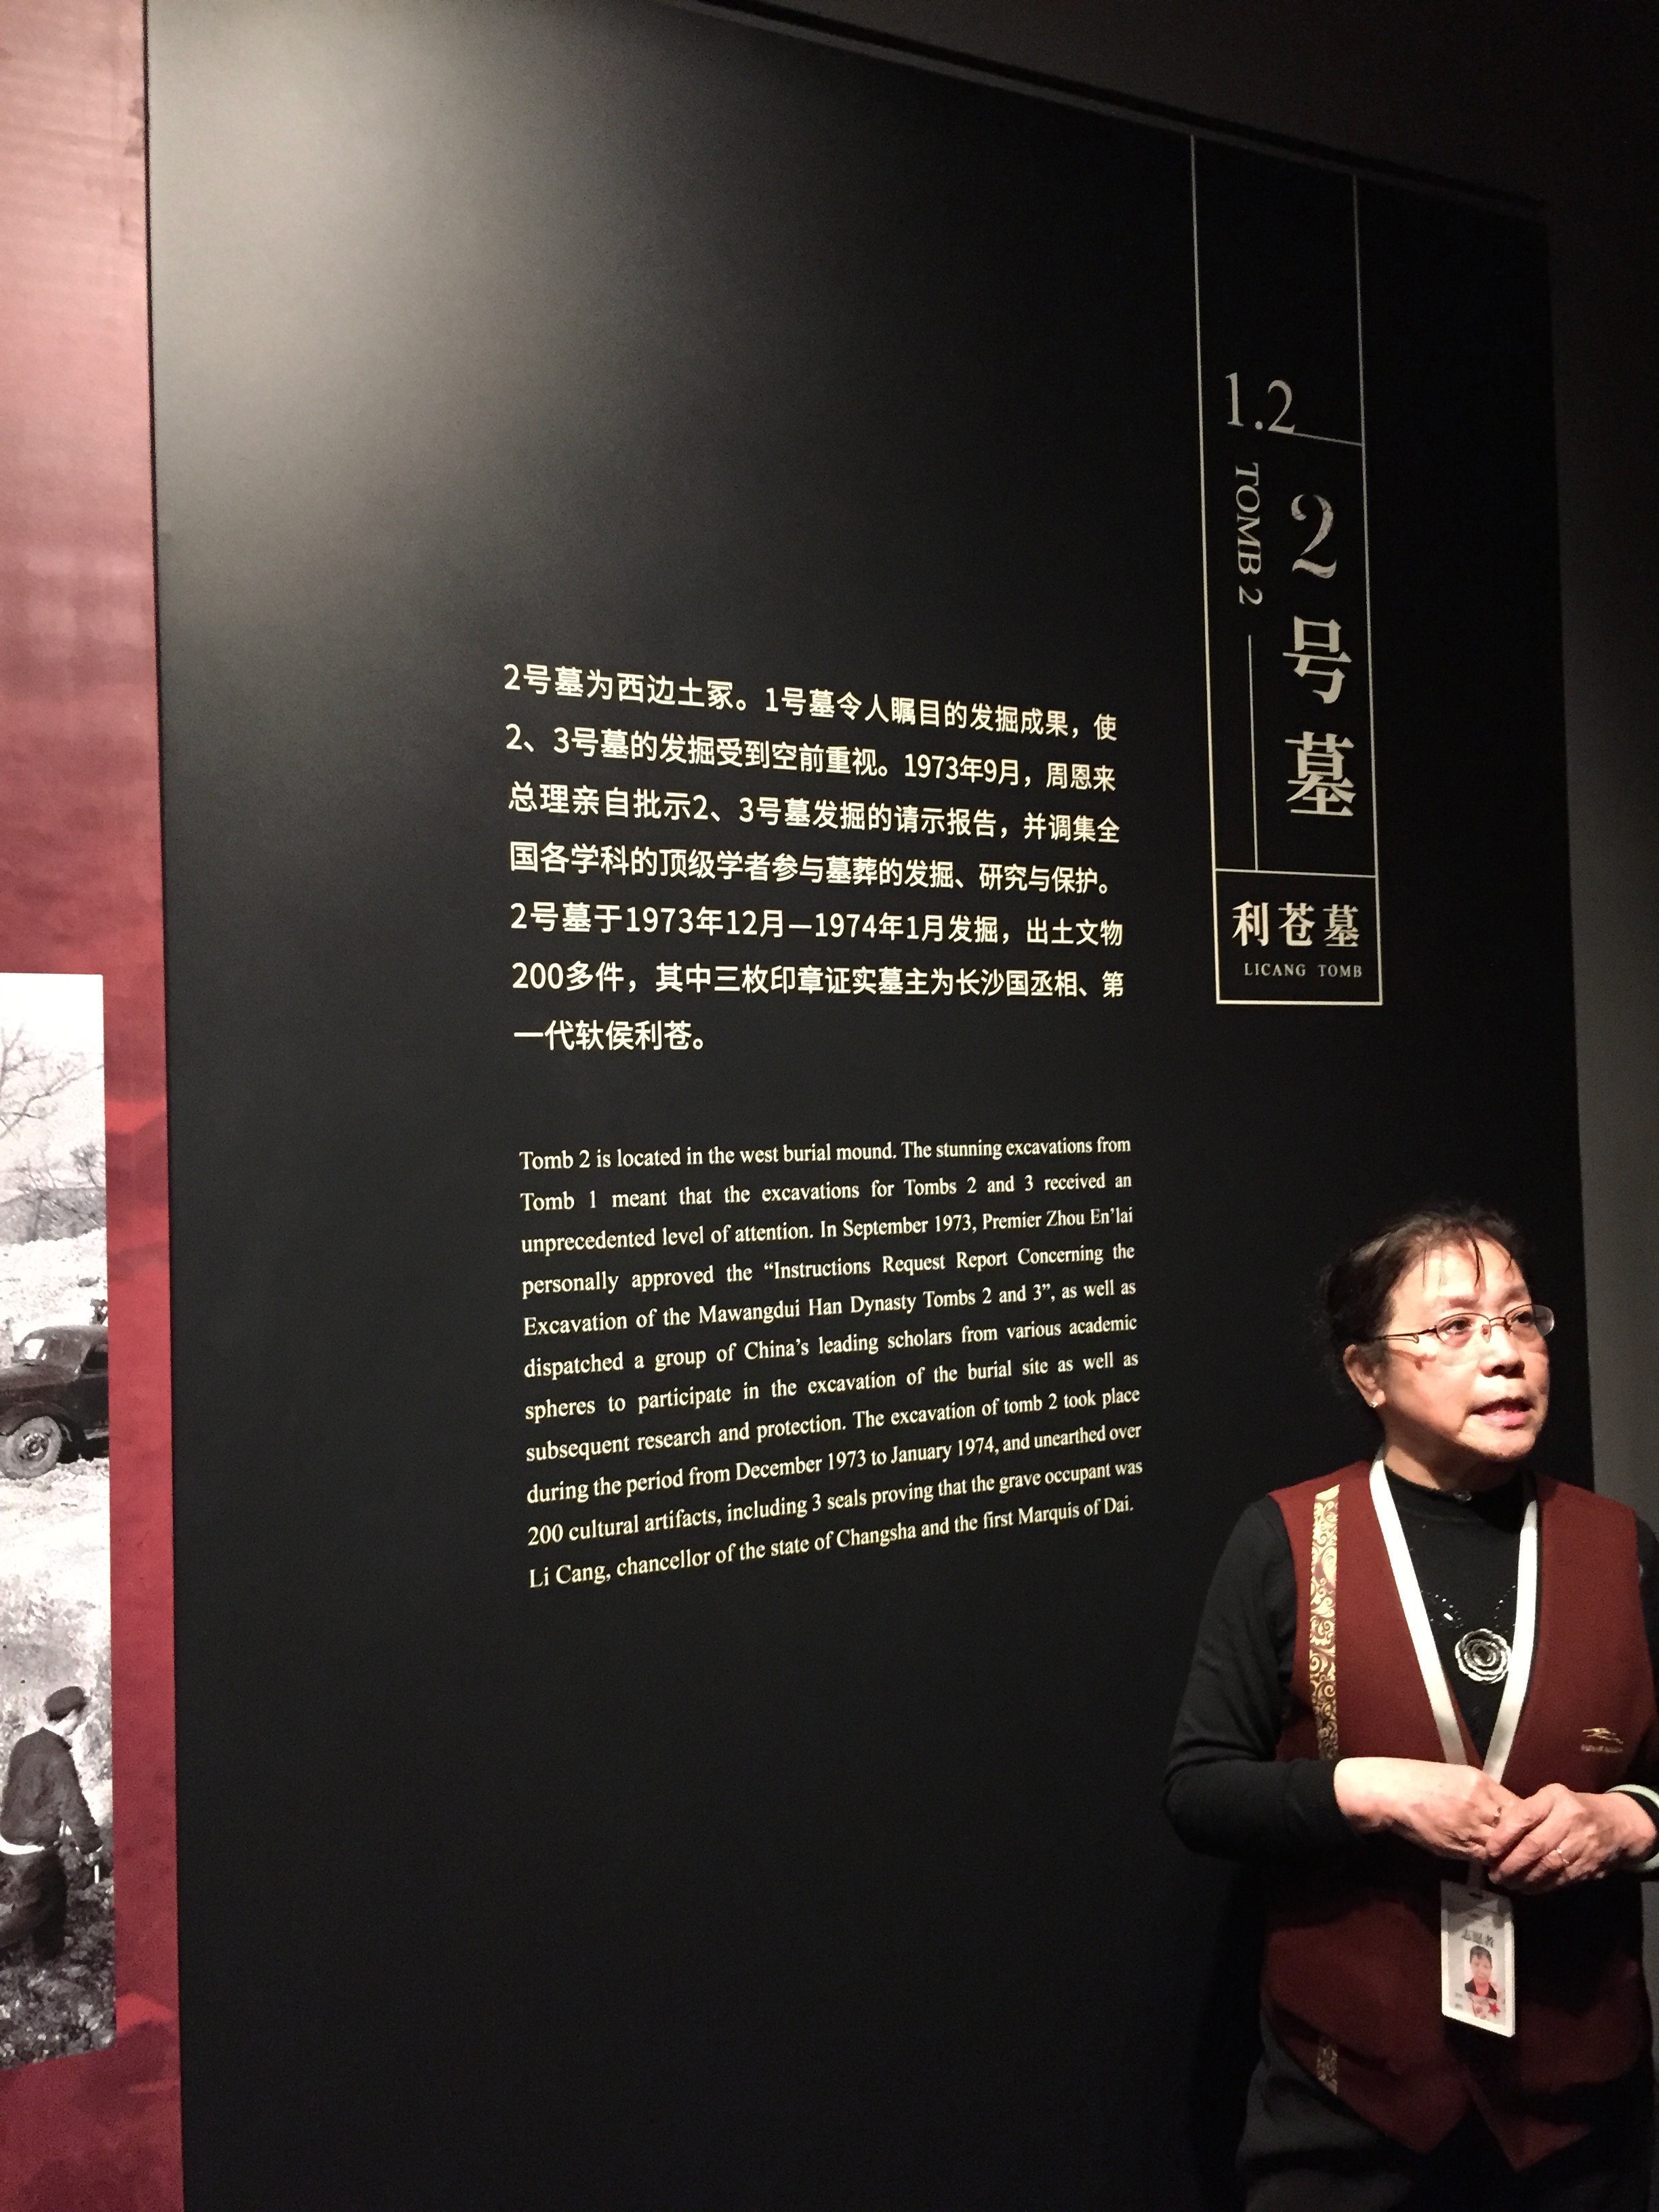 1.2
TOMB 2
2号墓
利苍墓
LICANG TOMB
2号墓为西边土冢。1号墓令人瞩目的发掘成果，使
2、3号墓的发掘受到空前重视。1973年9月，周恩来
总理亲自批示2、3号墓发掘的请示报告，并调集全
国各学科的顶级学者参与墓葬的发掘、研究与保护。
2号墓于1973年12月—1974年1月发掘，出土文物
200多件，其中三枚印章证实墓主为长沙国丞相、第
一代轪侯利苍。
Tomb 2 is located in the west burial mound. The stunning excavations from
Tomb 1 meant that the excavations for Tombs 2 and 3 received an
unprecedented level of attention. In September 1973, Premier Zhou En’lai
personally approved the “Instructions Request Report Concerning the
Excavation of the Mawangdui Han Dynasty Tombs 2 and 3”, as well as
dispatched a group of China’s leading scholars from various academic
spheres to participate in the excavation of the burial site as well as
subsequent research and protection. The excavation of tomb 2 took place
during the period from December 1973 to January 1974, and unearthed over
200 cultural artifacts, including 3 seals proving that the grave occupant was
Li Cang, chancellor of the state of Changsha and the first Marquis of Dai.
志愿者